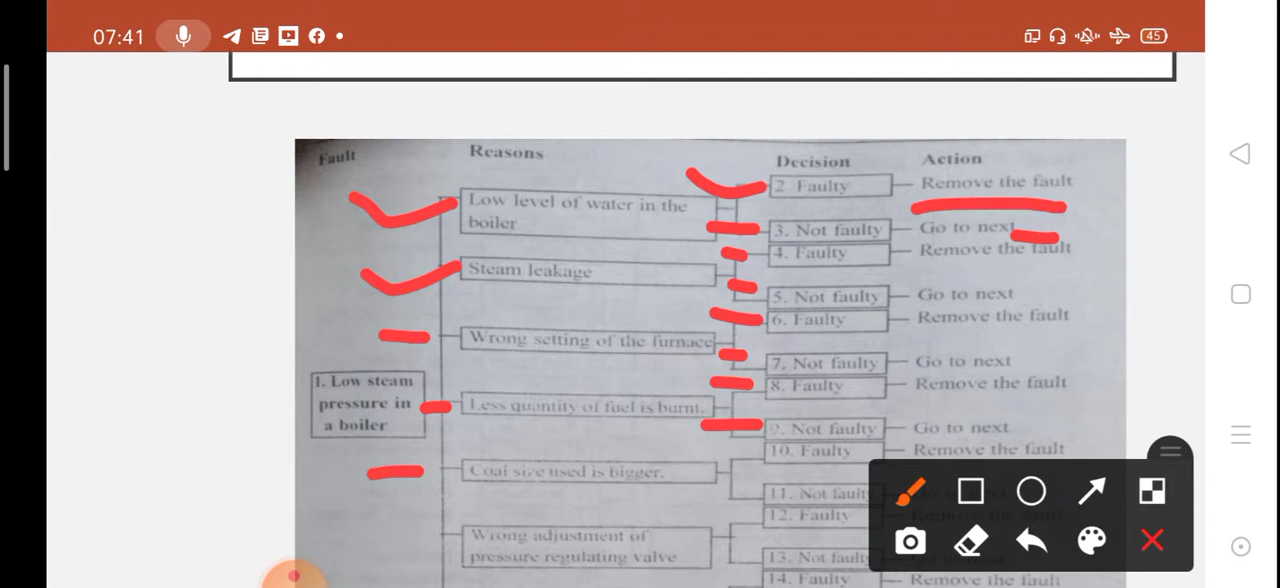 07:41
45
Fault Reasons Decision Action
2. Faulty Remove the fault
Low level of water in the
boiler
3. Not faulty Go to next
4. Faulty Remove the fault
Steam leakage
5. Not faulty Go to next
6. Faulty Remove the fault
Wrong setting of the furnace
7. Not faulty Go to next
1. Low steam
pressure in
a boiler
8. Faulty Remove the fault
Less quantity of fuel is burnt.
9. Not faulty Go to next
10. Faulty Remove the fault
Coal size used is bigger.
11. Not faulty
12. Faulty
Wrong adjustment of
pressure regulating valve
13. Not faulty
14. Faulty Remove the fault